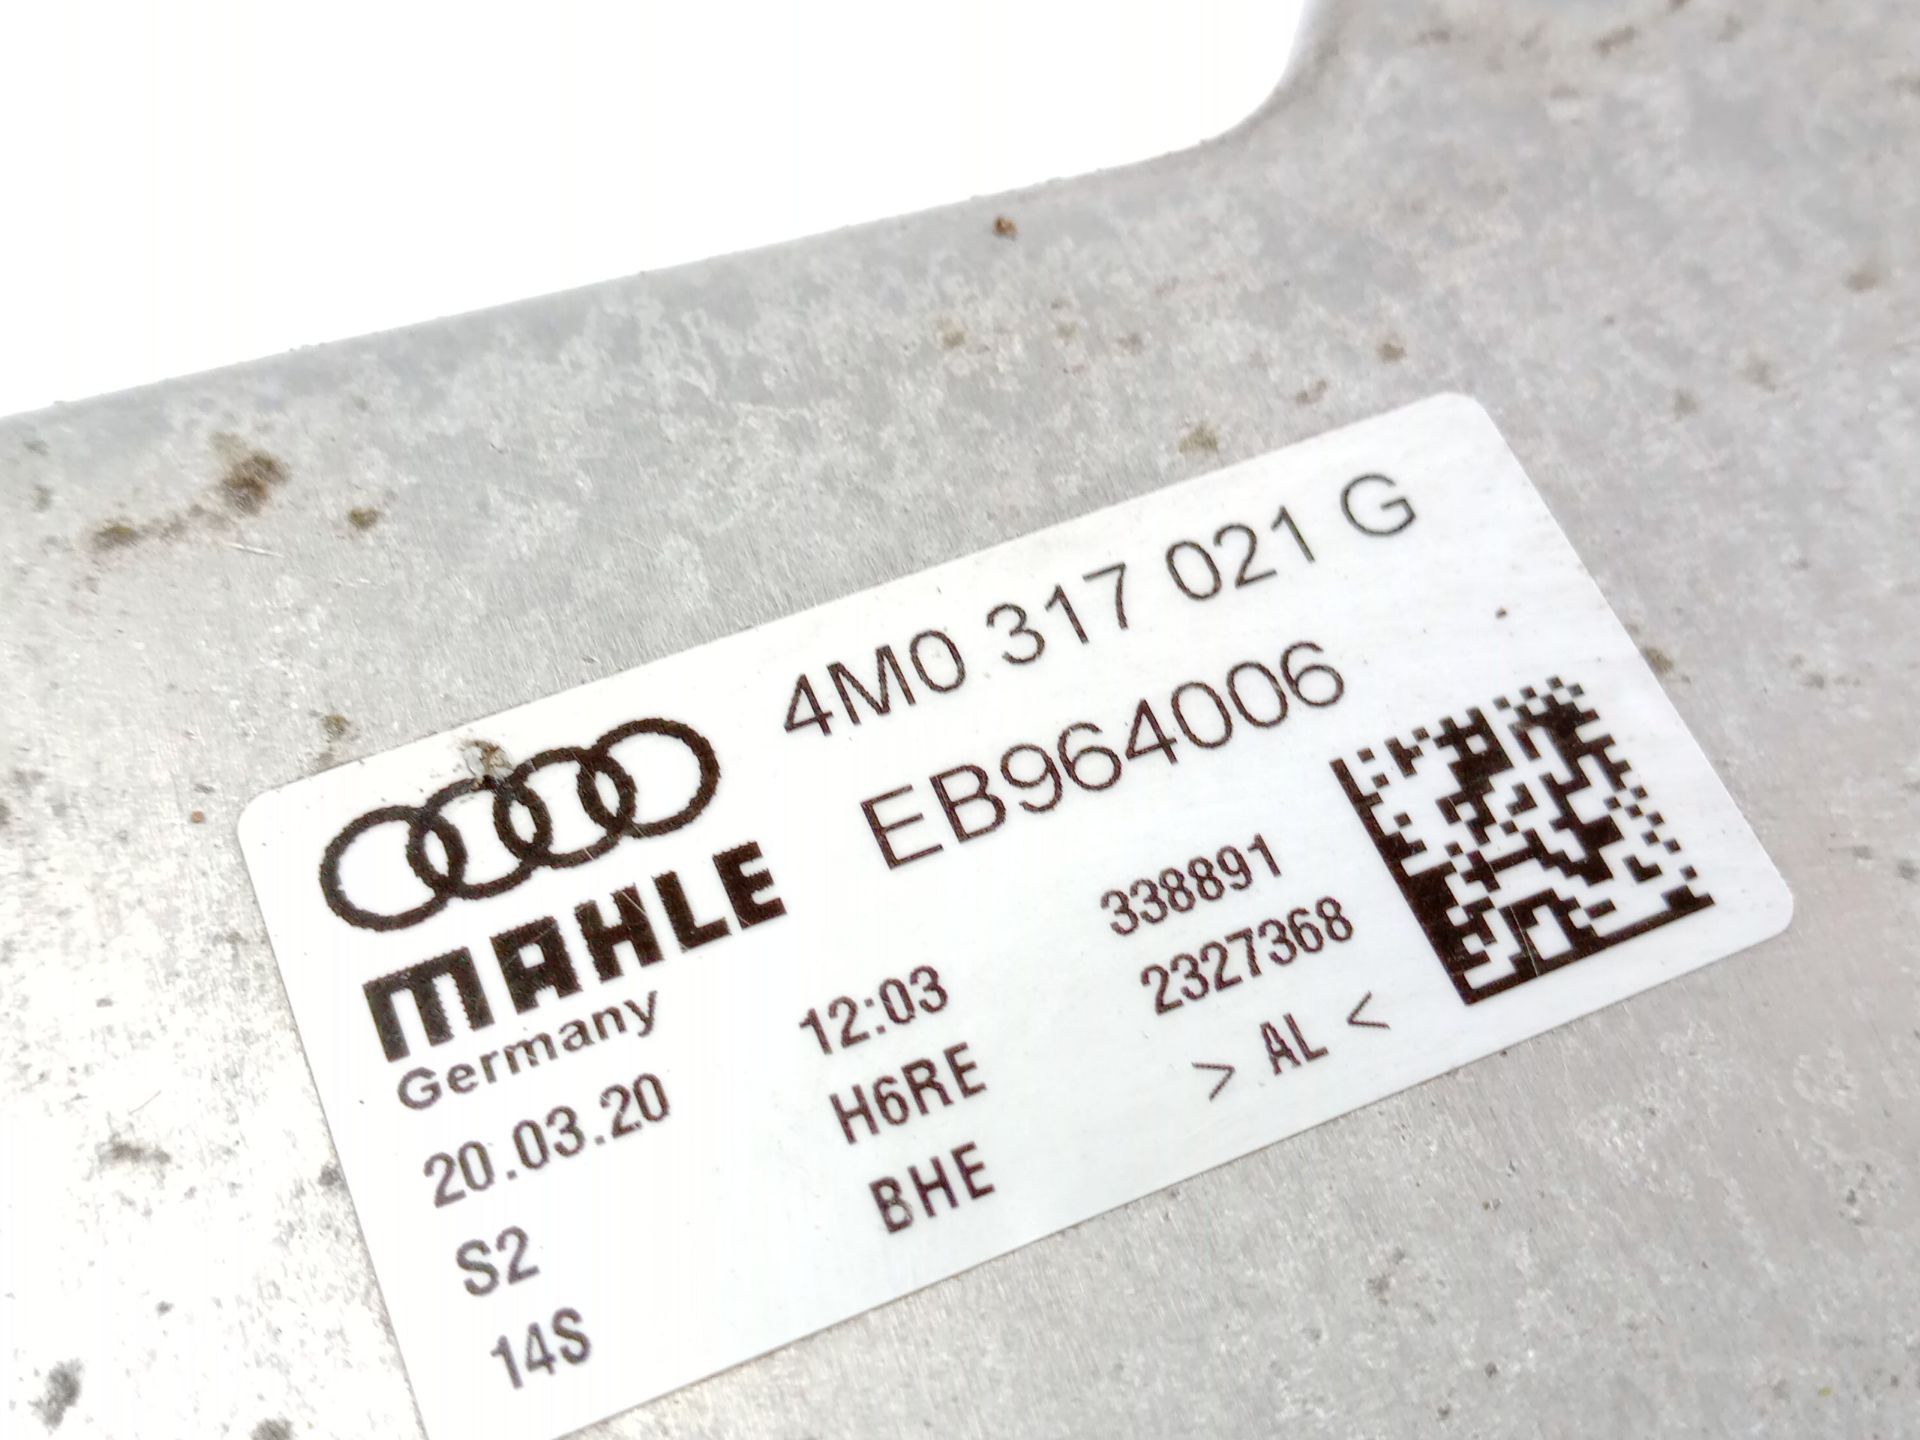 4M0 317 021 G
EB964006
MAHLE
Germany
338891
12:03 2327368
20.03.20 H6RE > AL <
S2 BHE
14S